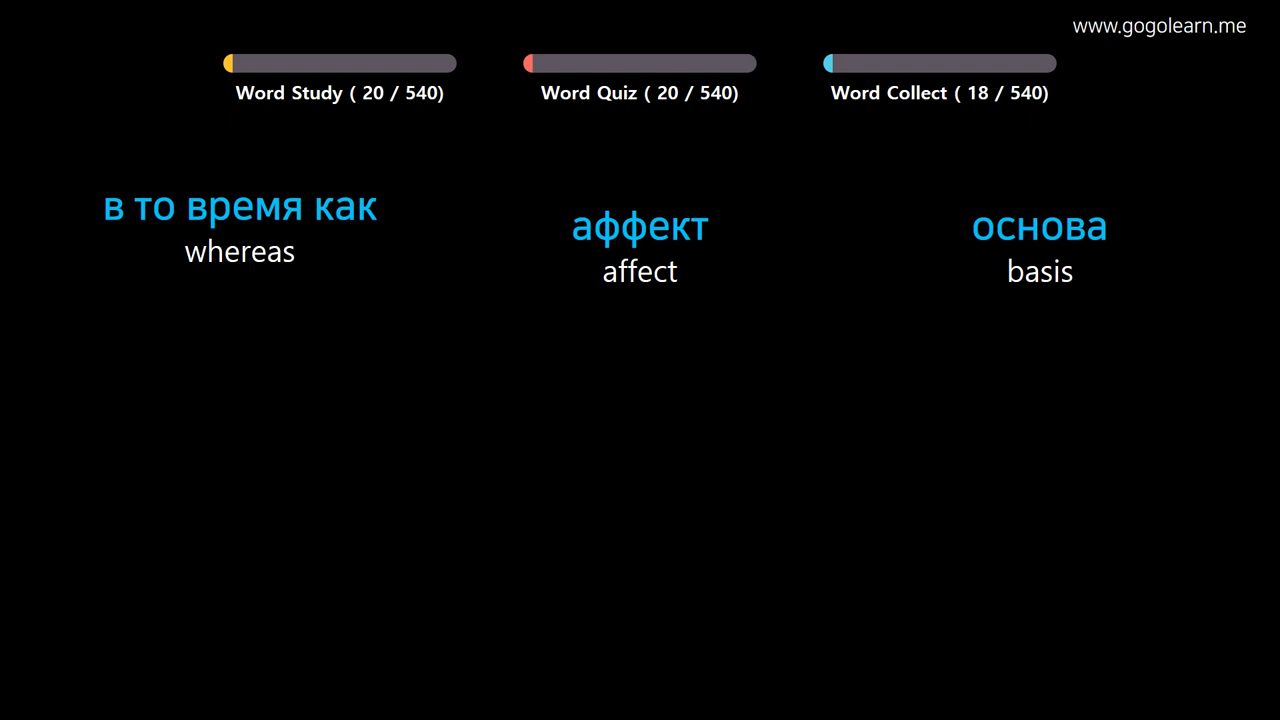 www.gogolearn.me
Word Study ( 20 / 540)
Word Quiz ( 20 / 540)
Word Collect ( 18 / 540)
в то время как
whereas
аффект
affect
основа
basis